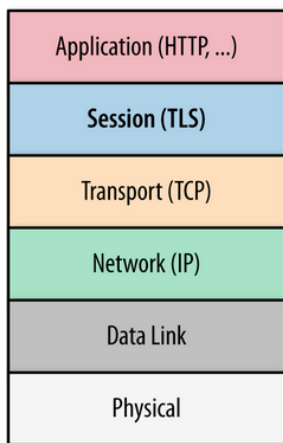 Application (HTTP, ...)
Session (TLS)
Transport (TCP)
Network (IP)
Data Link
Physical